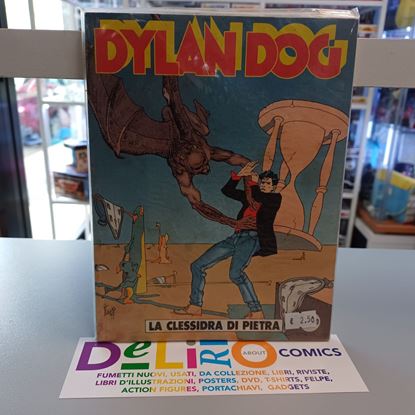 DYLAN DOG
LA CLESSIDRA DI PIETRA
€ 2.50
DeLiRiO ABOUT COMICS
FUMETTI NUOVI, USATI, DA COLLEZIONE, LIBRI, RIVISTE,
LIBRI D'ILLUSTRAZIONI, POSTERS, DVD, T-SHIRTS, FELPE,
ACTION FIGURES, PORTACHIAVI, GADGETS